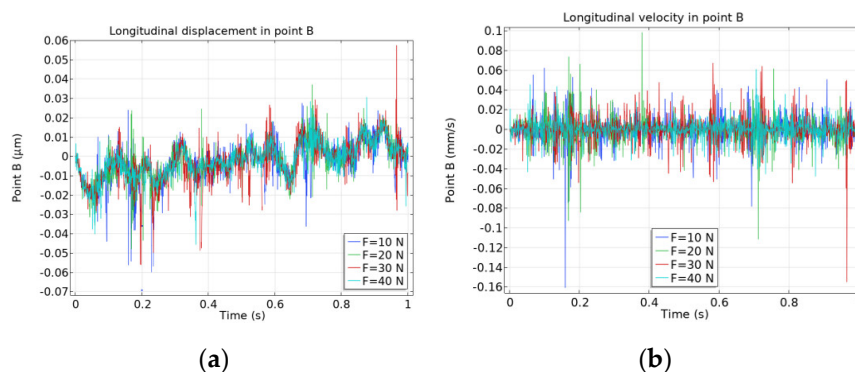 Longitudinal displacement in point B
0.06
0.05
0.04
0.03
0.02
0.01
0
-0.01
-0.02
-0.03
-0.04
-0.05
-0.06
-0.07
Point B (µm)
0
0.2
0.4
0.6
0.8
1
Time (s)
F=10 N
F=20 N
F=30 N
F=40 N
(a)
Longitudinal velocity in point B
0.1
0.08
0.06
0.04
0.02
0
-0.02
-0.04
-0.06
-0.08
-0.1
-0.12
-0.14
-0.16
Point B (mm/s)
0
0.2
0.4
0.6
0.8
Time (s)
F=10 N
F=20 N
F=30 N
F=40 N
(b)